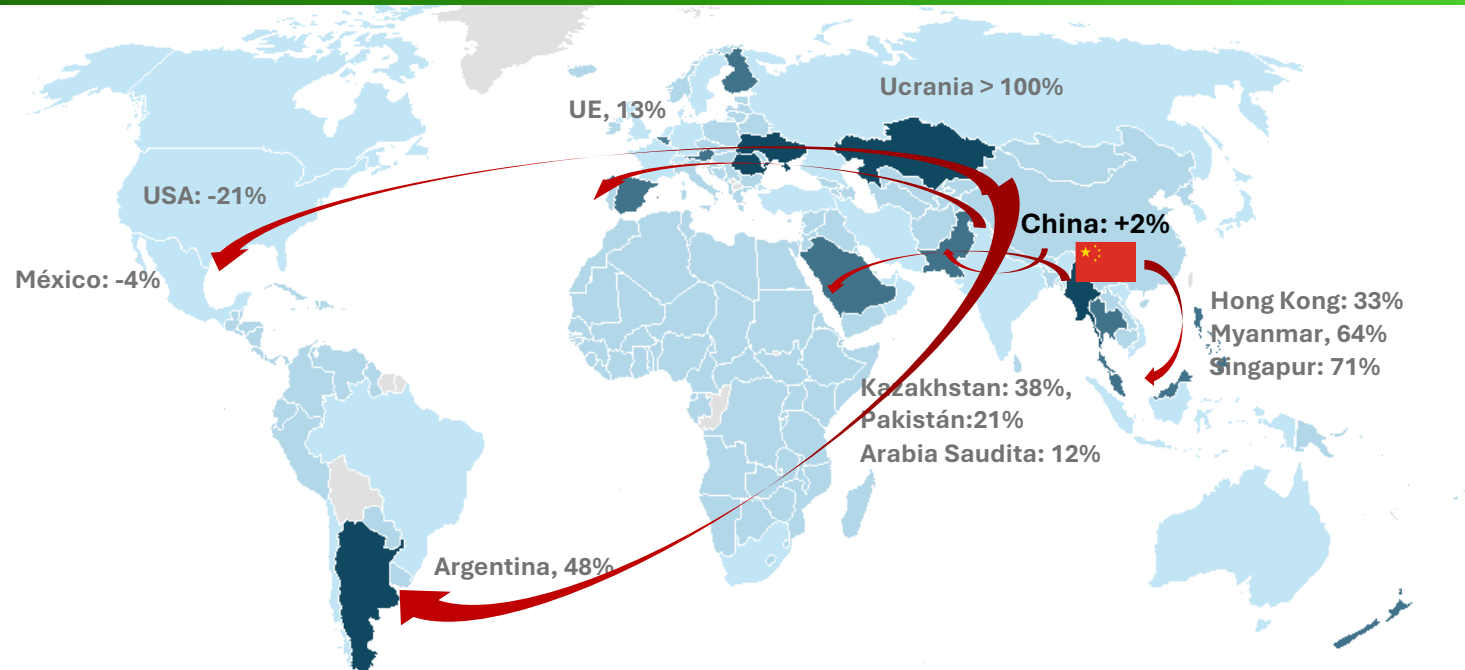 Ucrania > 100%
UE, 13%
USA: -21%
China: +2%
México: -4%
Hong Kong: 33%
Myanmar, 64%
Singapur: 71%
Kazakhstan: 38%,
Pakistán:21%
Arabia Saudita: 12%
Argentina, 48%